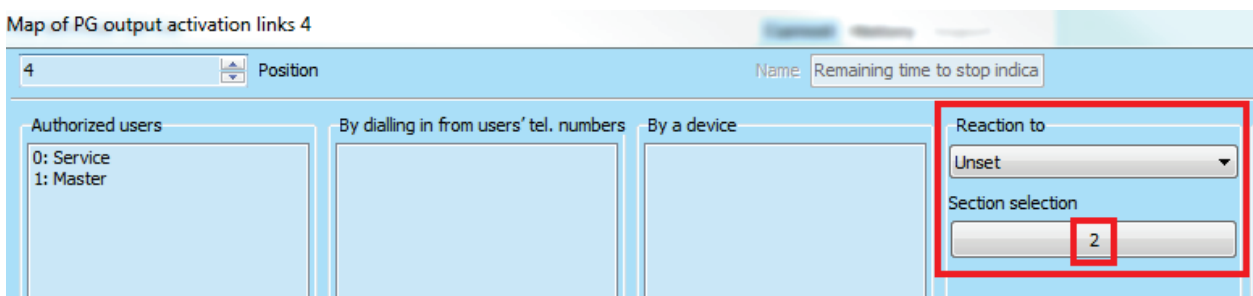 Map of PG output activation links 4
4 Position Name Remaining time to stop indica
Authorized users
0: Service
1: Master
By dialling in from users' tel. numbers
By a device
Reaction to
Unset
Section selection
2